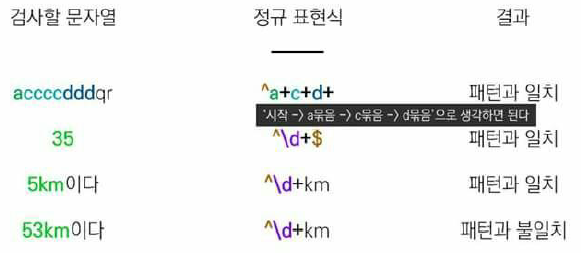 검사할 문자열 정규 표현식 결과
accccdddqr ^a+c+d+ 패턴과 일치
'시작 -> a묶음 -> c묶음 -> d묶음'으로 생각하면 된다
35 ^\d+$ 패턴과 일치
5km이다 ^\d+km 패턴과 일치
53km이다 ^\d+km 패턴과 불일치